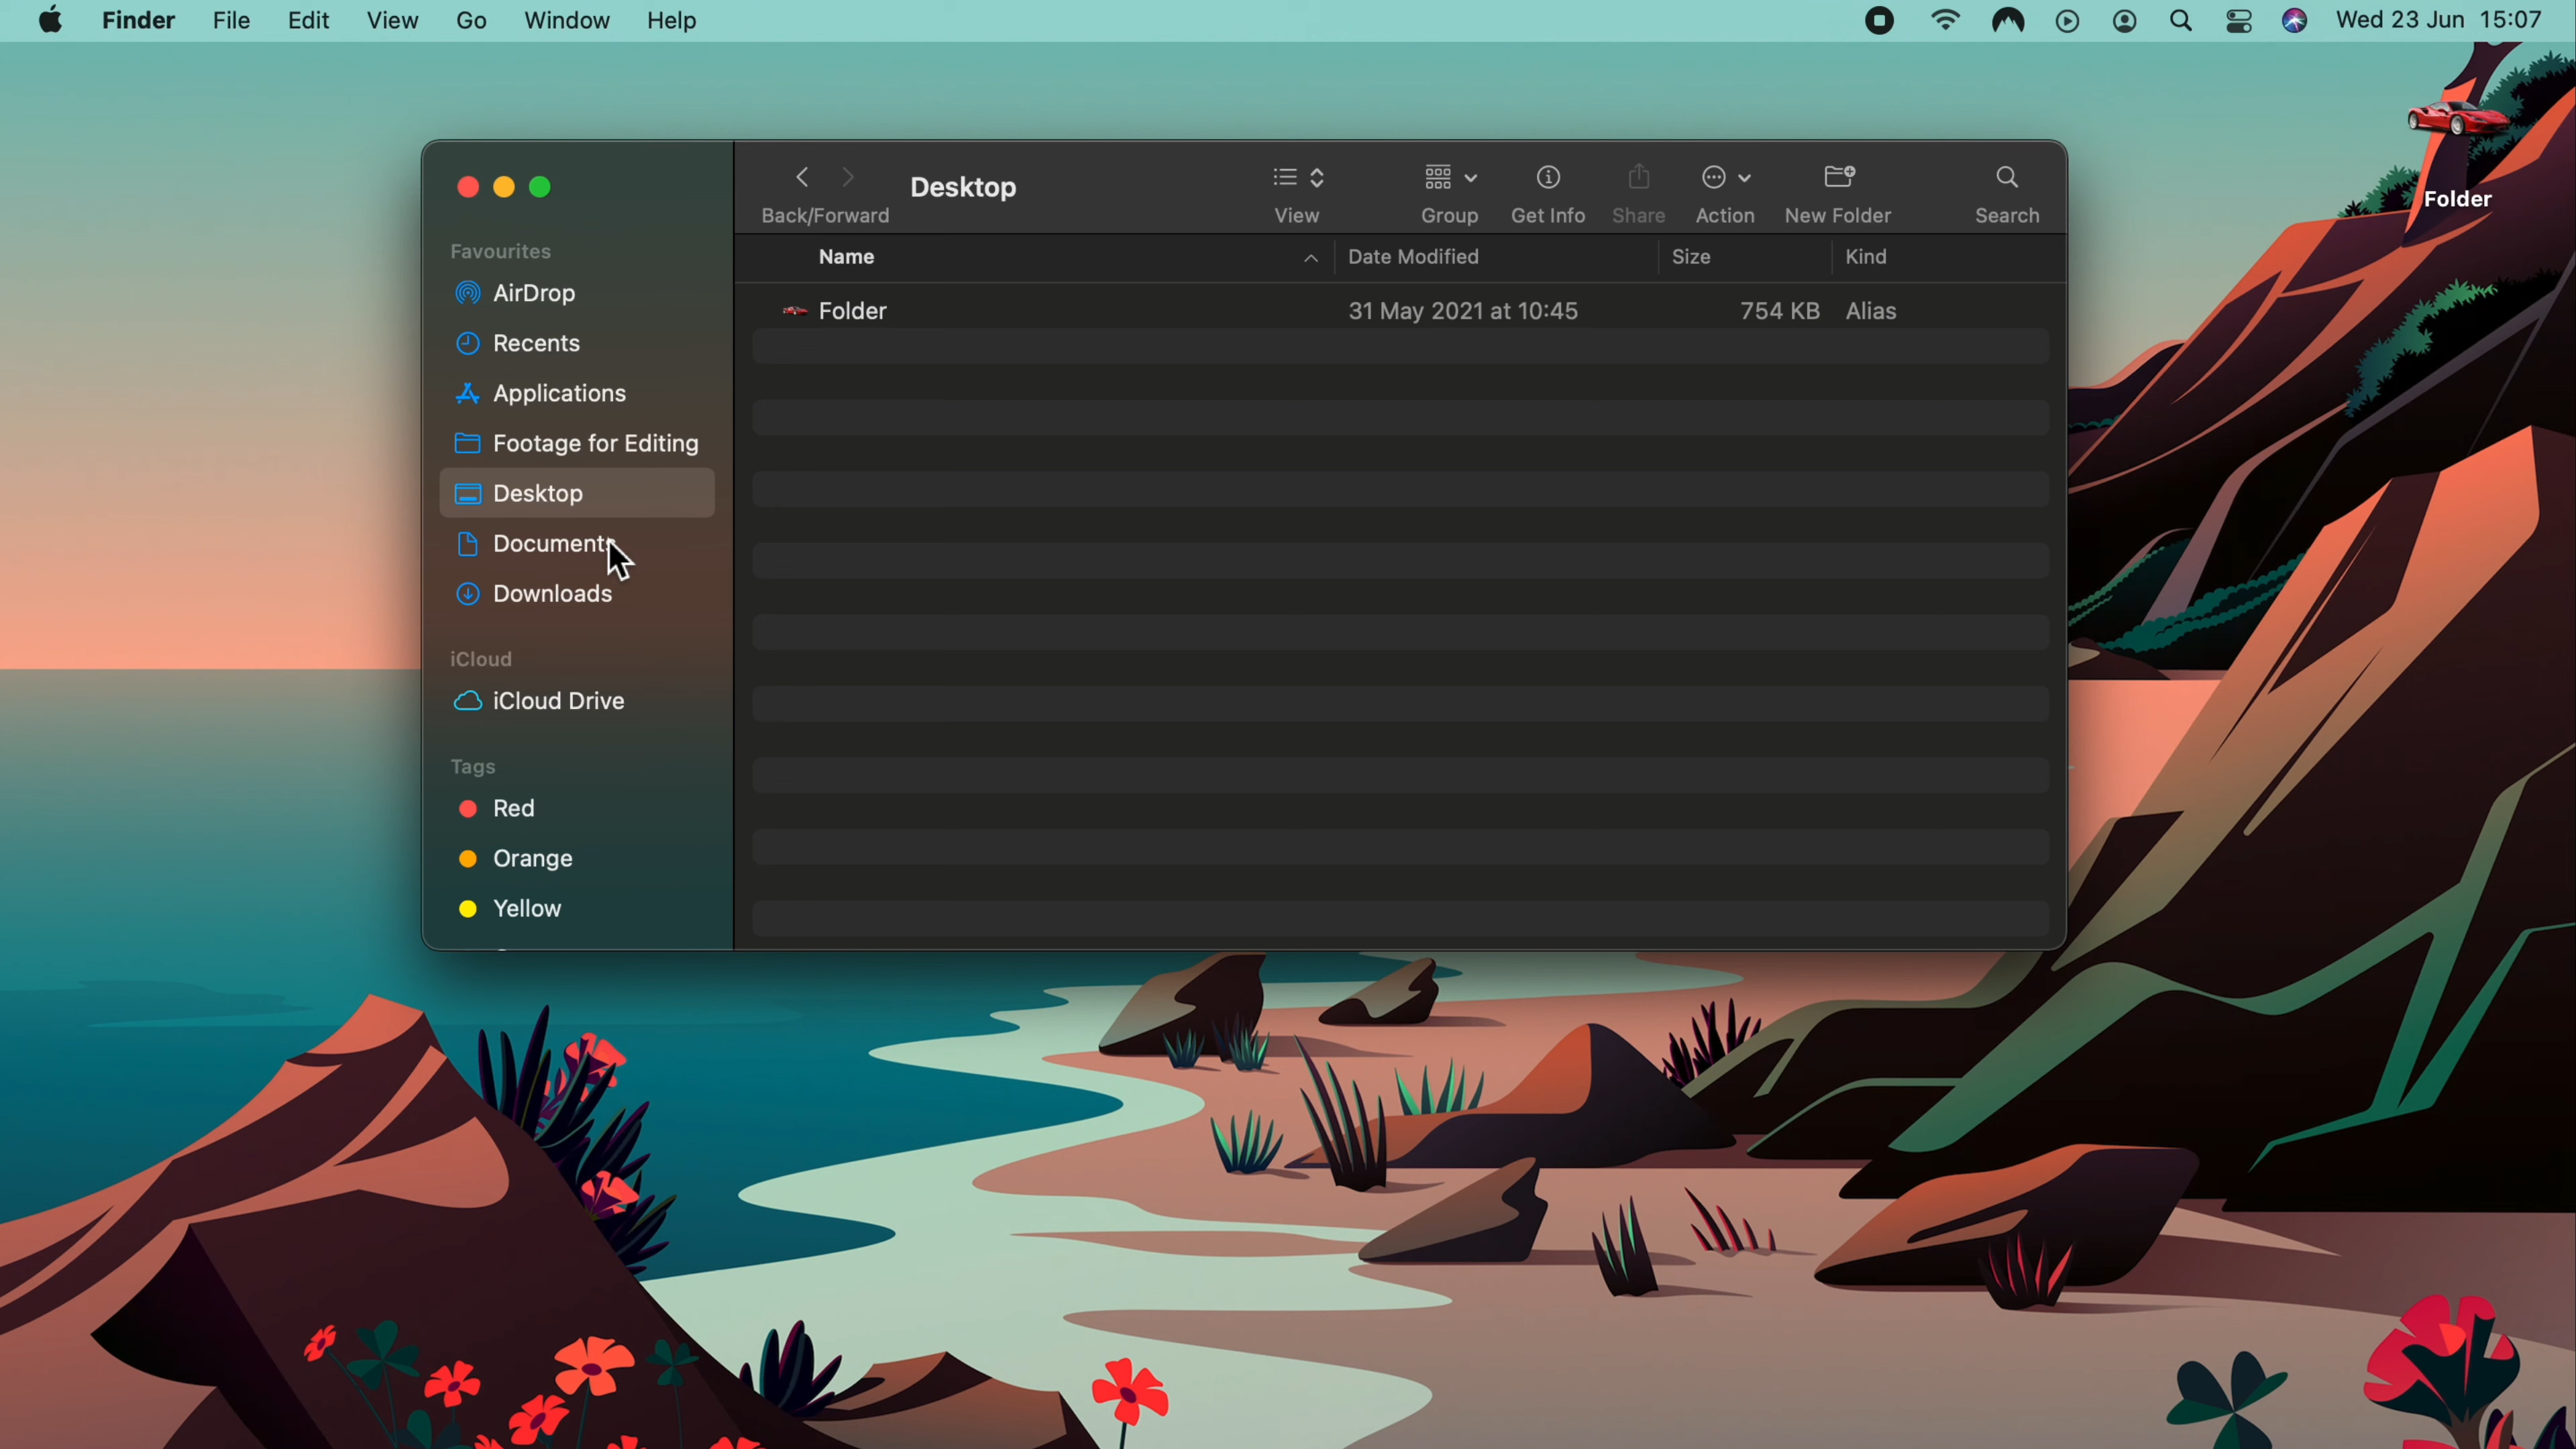 Finder File Edit View Go Window Help Wed 23 Jun 15:07
Folder
Desktop
Back/Forward View Group Get Info Share Action New Folder Search
Name Date Modified Size Kind
Folder 31 May 2021 at 10:45 754 KB Alias
Favourites
AirDrop
Recents
Applications
Footage for Editing
Desktop
Documents
Downloads
iCloud
iCloud Drive
Tags
Red
Orange
Yellow